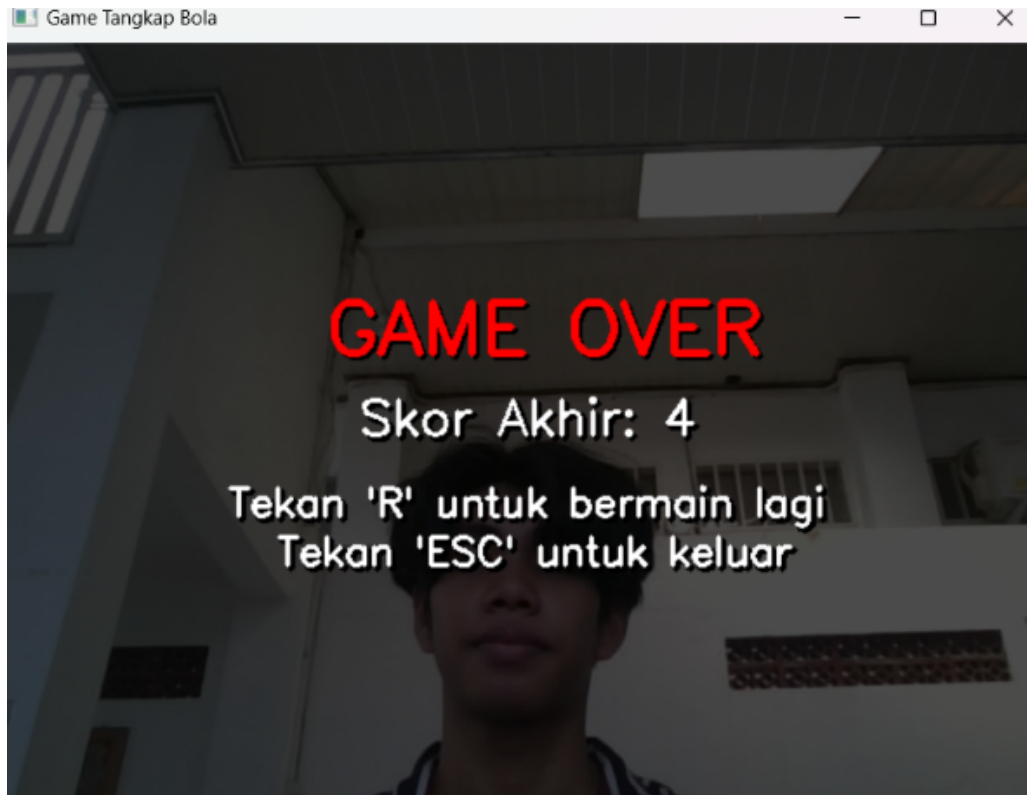 Game Tangkap Bola
GAME OVER
Skor Akhir: 4
Tekan 'R' untuk bermain lagi
Tekan 'ESC' untuk keluar